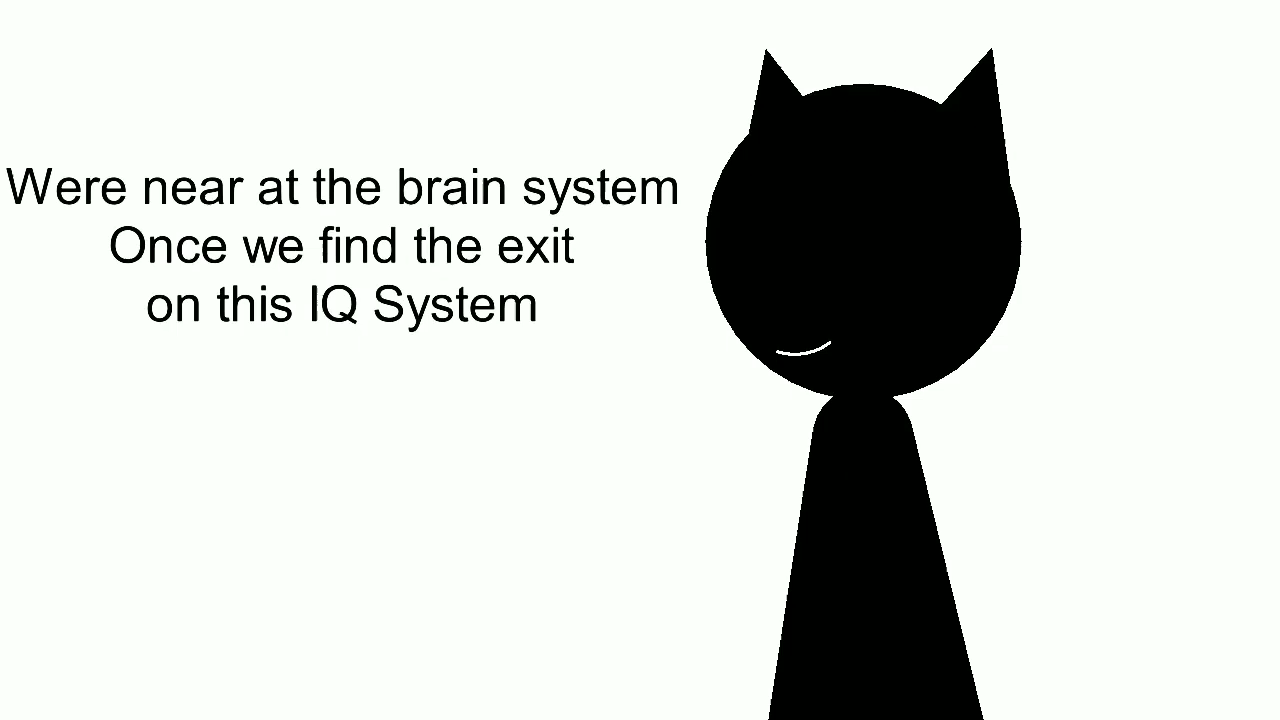 Were near at the brain system
Once we find the exit
on this IQ System